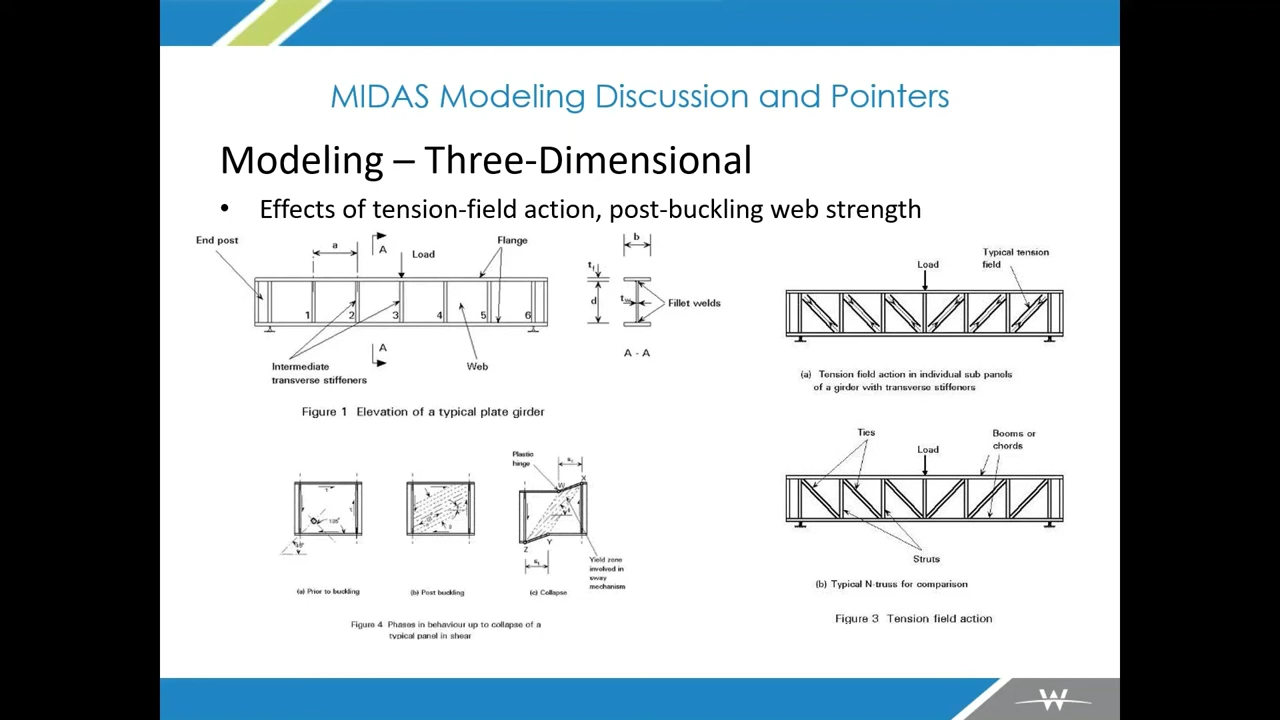 MIDAS Modeling Discussion and Pointers
Modeling – Three-Dimensional
• Effects of tension-field action, post-buckling web strength
End post
a
A
Load
Flange
1
2
3
4
5
6
A
Intermediate
transverse stiffeners
Web
b
tf
d
tw
Fillet welds
A - A
Figure 1 Elevation of a typical plate girder
Load
Typical tension
field
(a) Tension field action in individual sub panels
of a girder with transverse stiffeners
Plastic
hinge
W
X
Z
Y
Yield zone
involved in
sway
mechanism
(a) Prior to buckling
(b) Post buckling
(c) Collapse
Figure 4 Phases in behaviour up to collapse of a
typical panel in shear
Ties
Load
Booms or
chords
Struts
(b) Typical N-truss for comparison
Figure 3 Tension field action
W